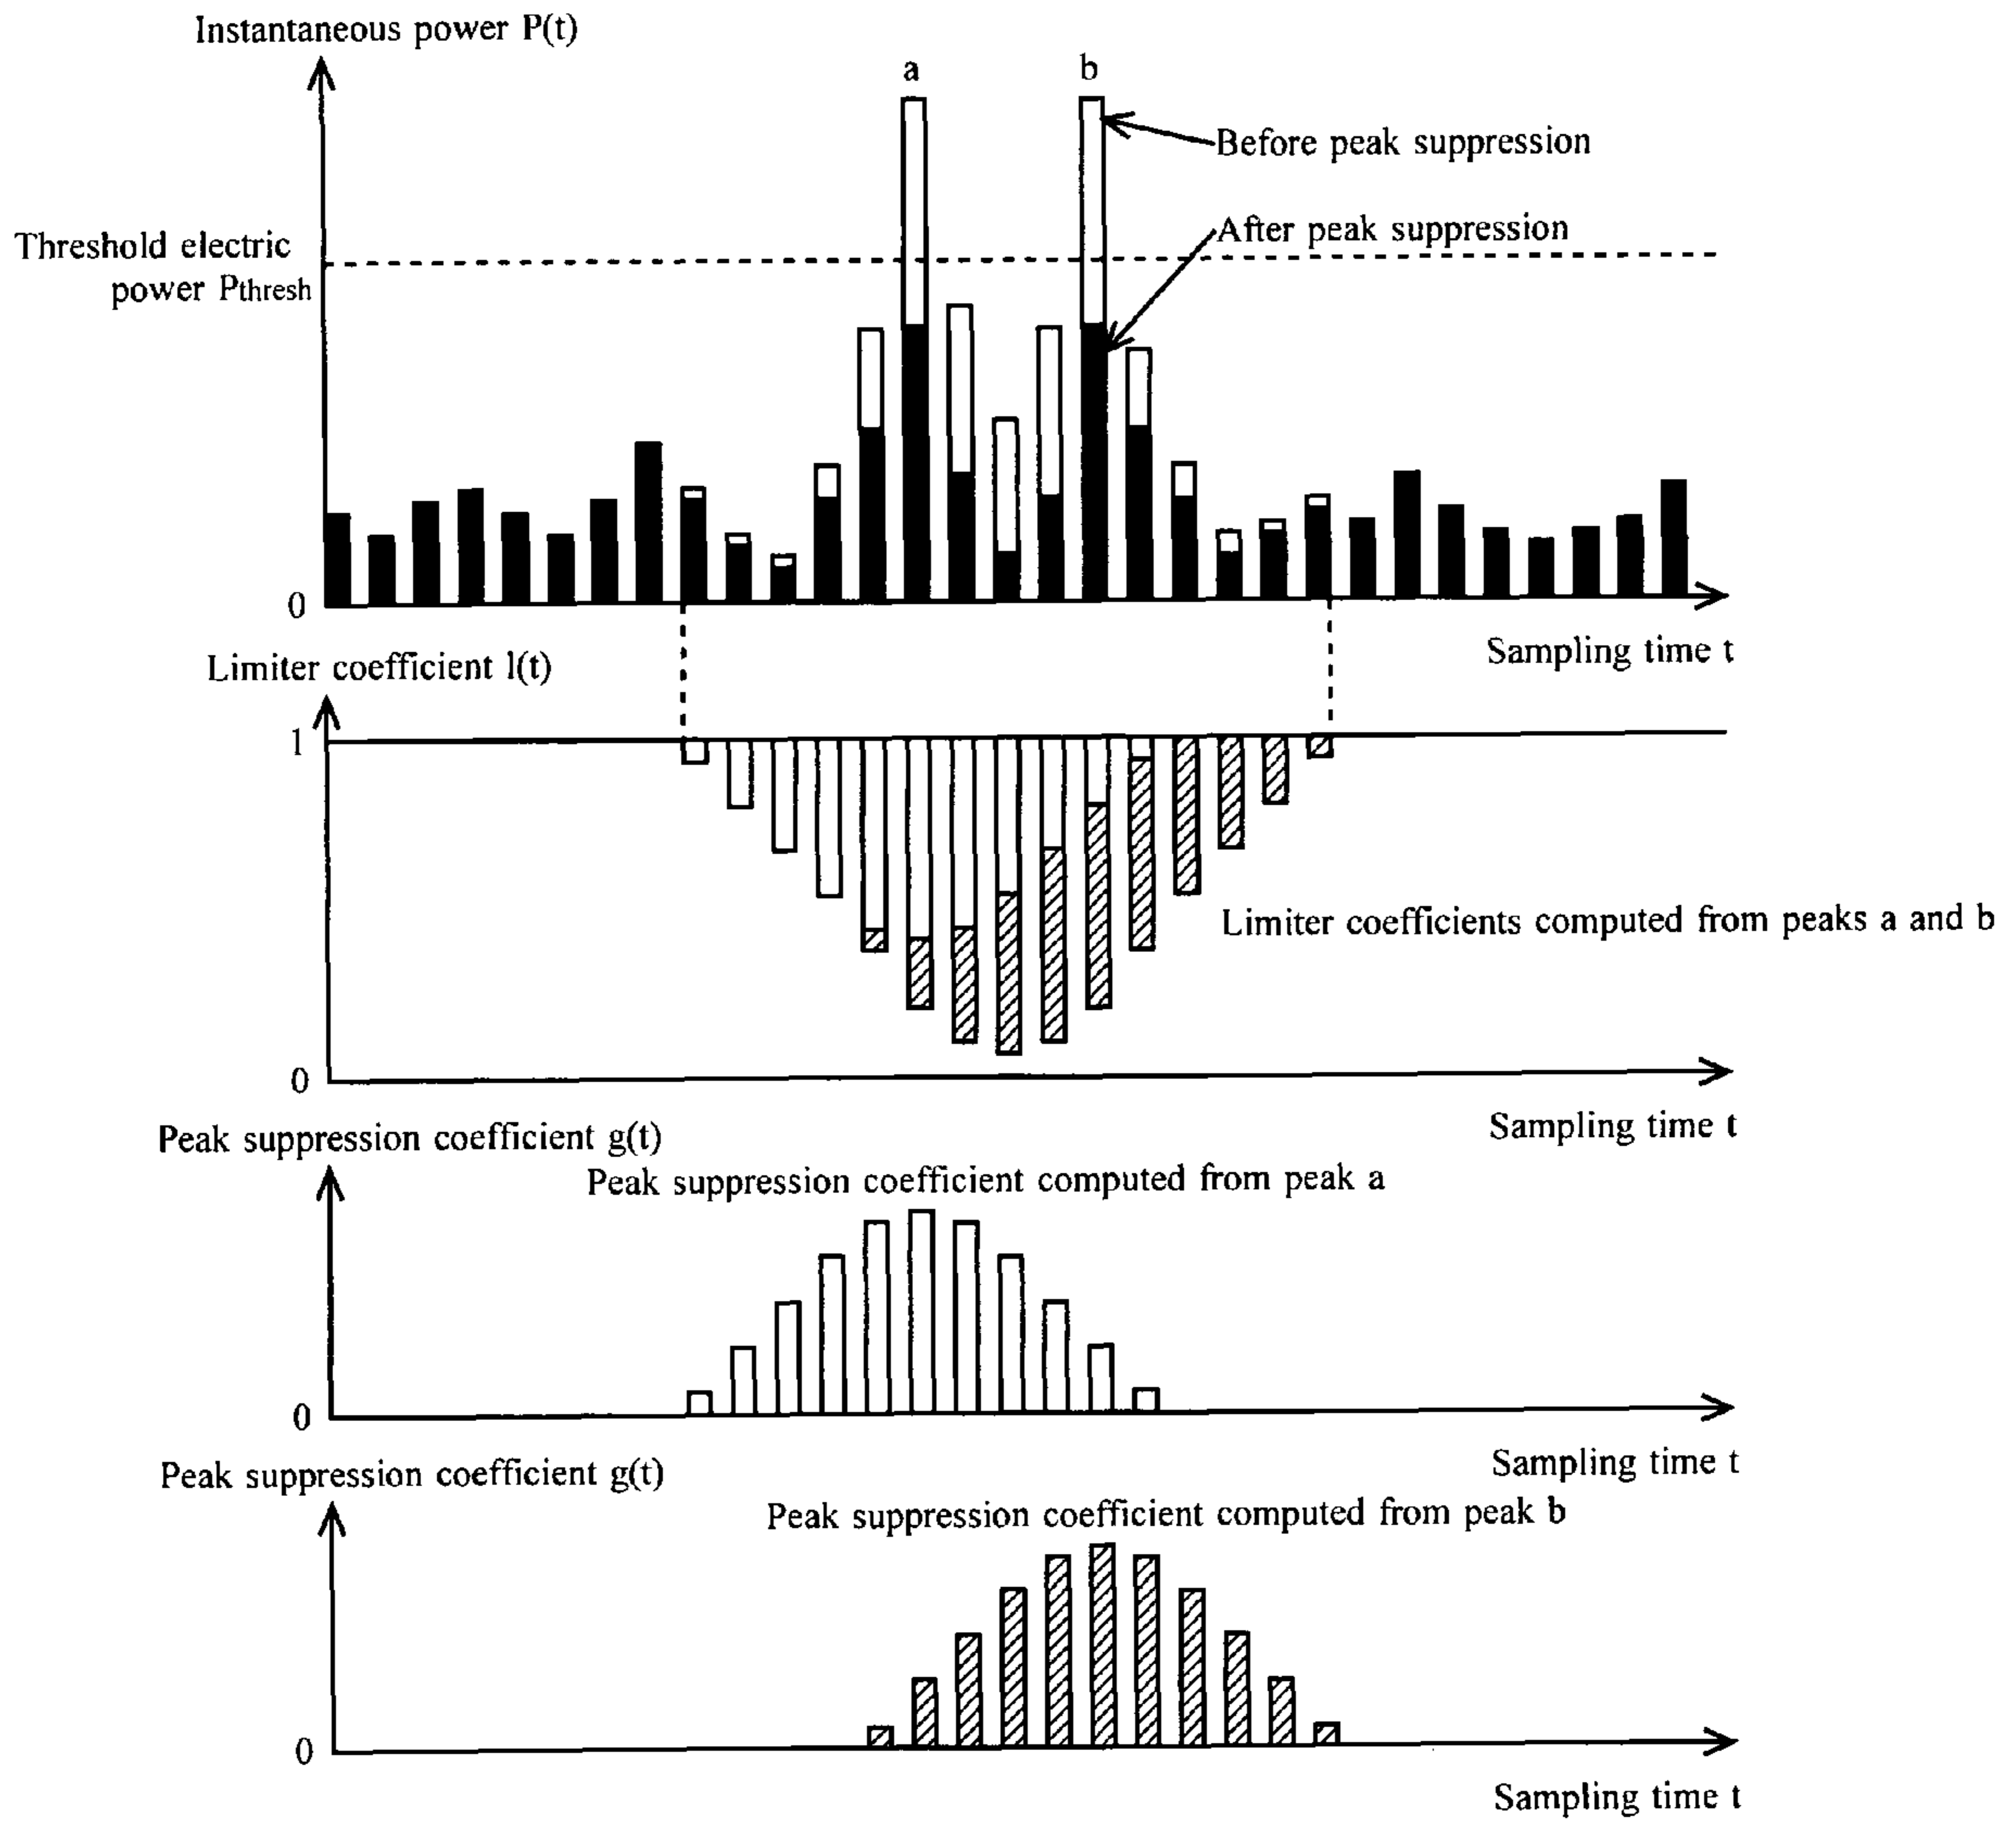 Instantaneous power P(t)
a
b
Before peak suppression
After peak suppression
Threshold electric
power Pthresh
0
Sampling time t
Limiter coefficient l(t)
1
Limiter coefficients computed from peaks a and b
0
Sampling time t
Peak suppression coefficient g(t)
Peak suppression coefficient computed from peak a
0
Sampling time t
Peak suppression coefficient g(t)
Peak suppression coefficient computed from peak b
0
Sampling time t